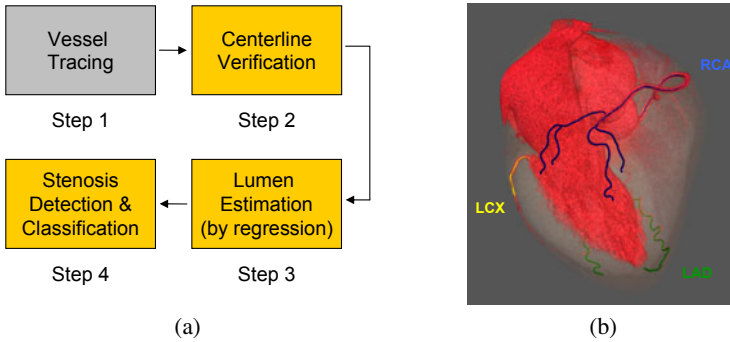 Vessel
Tracing
Step 1
Centerline
Verification
Step 2
Lumen
Estimation
(by regression)
Step 3
Stenosis
Detection &
Classification
Step 4
(a)
RCA
LCX
LAD
(b)